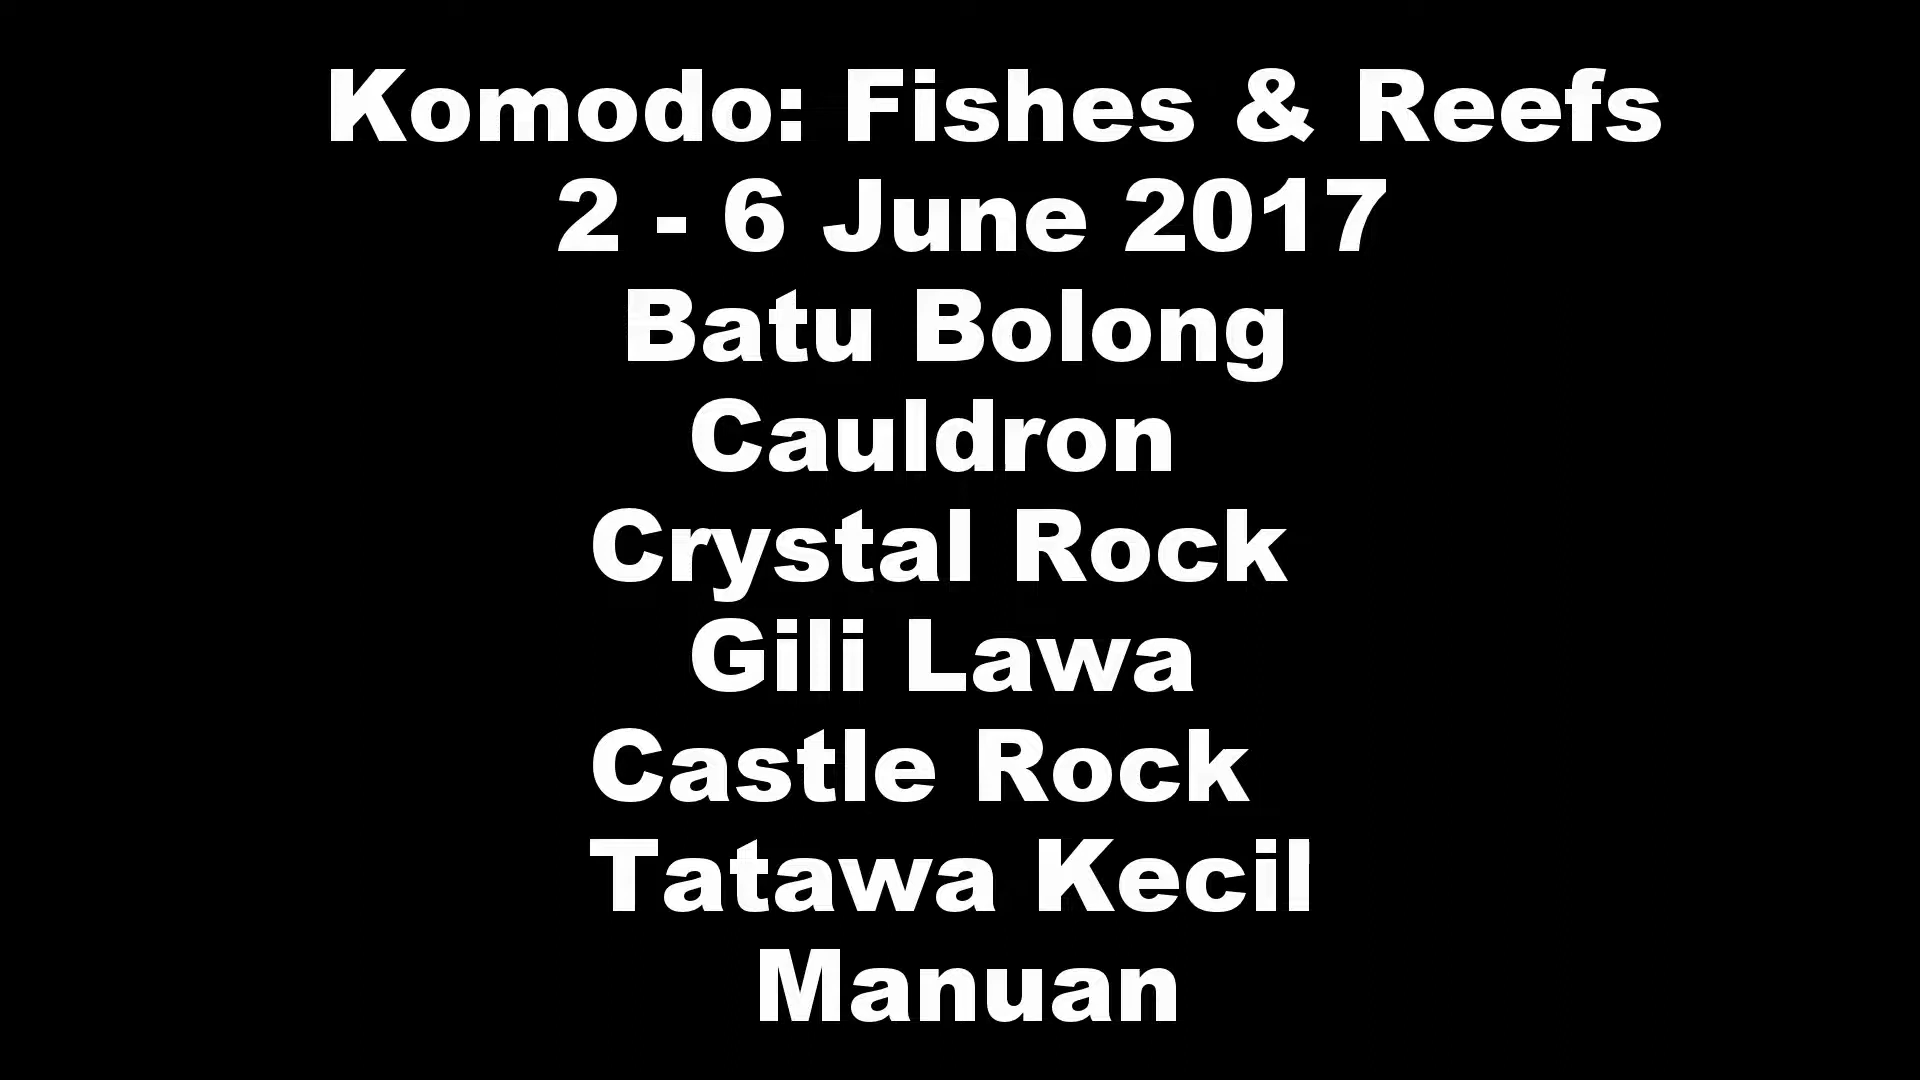 Komodo: Fishes & Reefs
2 - 6 June 2017
Batu Bolong
Cauldron
Crystal Rock
Gili Lawa
Castle Rock
Tatawa Kecil
Manuan